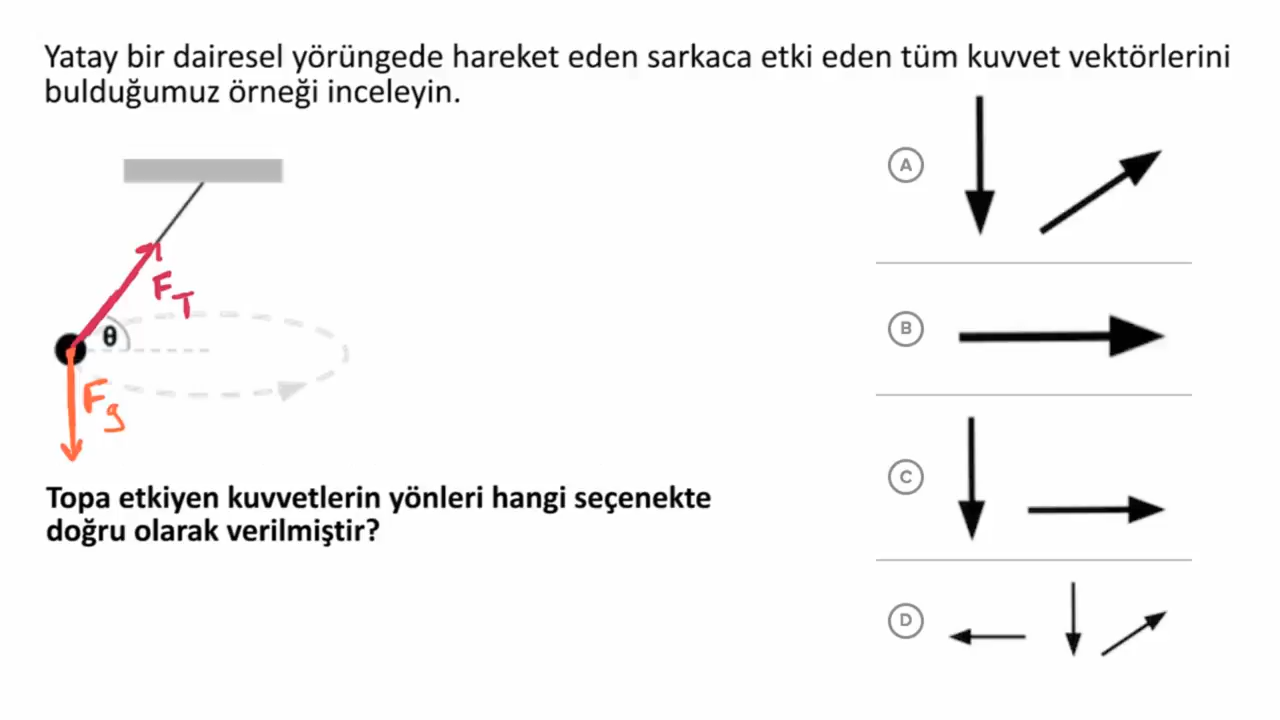 Yatay bir dairesel yörüngede hareket eden sarkaca etki eden tüm kuvvet vektörlerini
bulduğumuz örneği inceleyin.
A
F_T
θ
B
F_g
C
Topa etkiyen kuvvetlerin yönleri hangi seçenekte
doğru olarak verilmiştir?
D